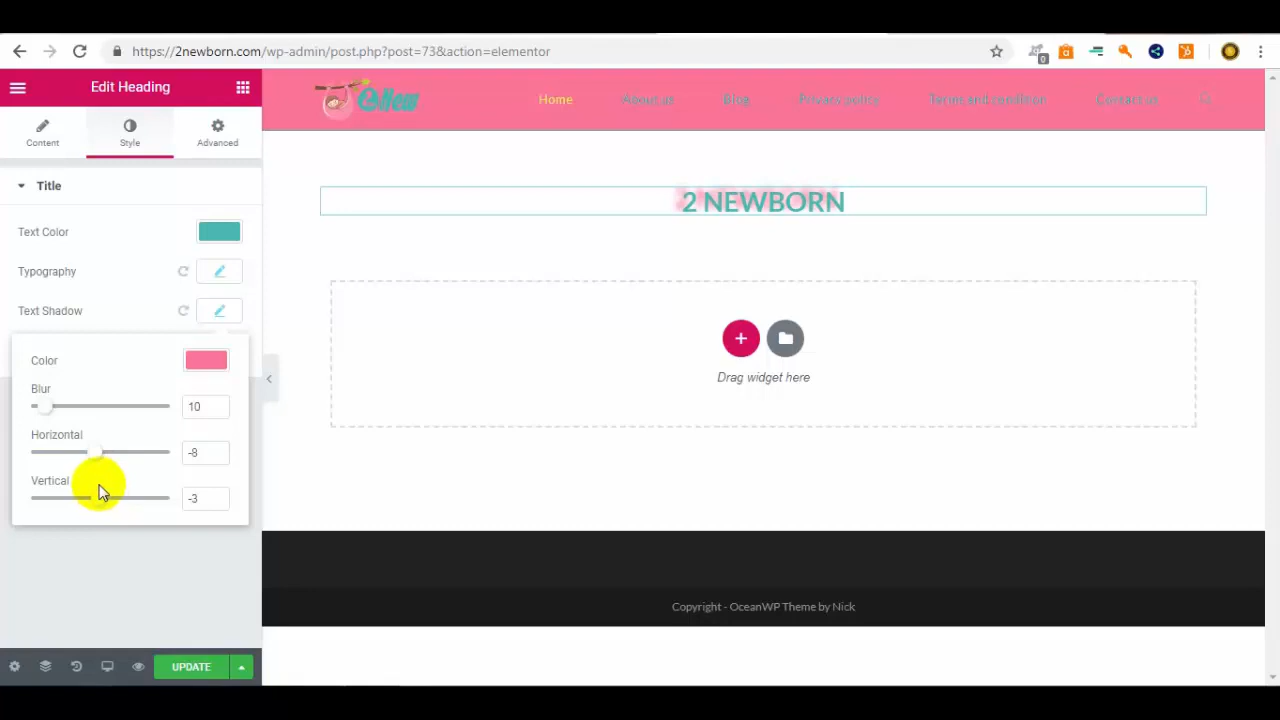 https://2newborn.com/wp-admin/post.php?post=73&action=elementor
0
Edit Heading
New
Home
About us
Blog
Privacy policy
Terms and condition
Contact us
Content
Style
Advanced
Title
2 NEWBORN
Text Color
Typography
Text Shadow
Color
Blur
10
Horizontal
-8
Vertical
-3
Drag widget here
Copyright - OceanWP Theme by Nick
UPDATE